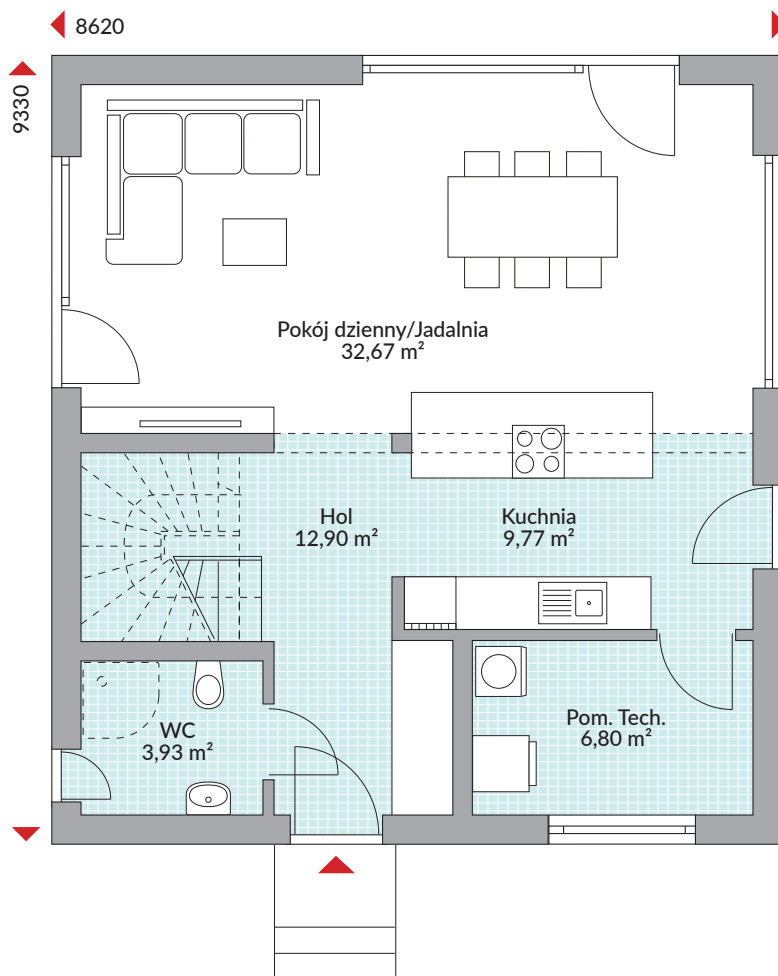 8620
9330
Pokój dzienny/Jadalnia
32,67 m²
Hol
12,90 m²
Kuchnia
9,77 m²
WC
3,93 m²
Pom. Tech.
6,80 m²